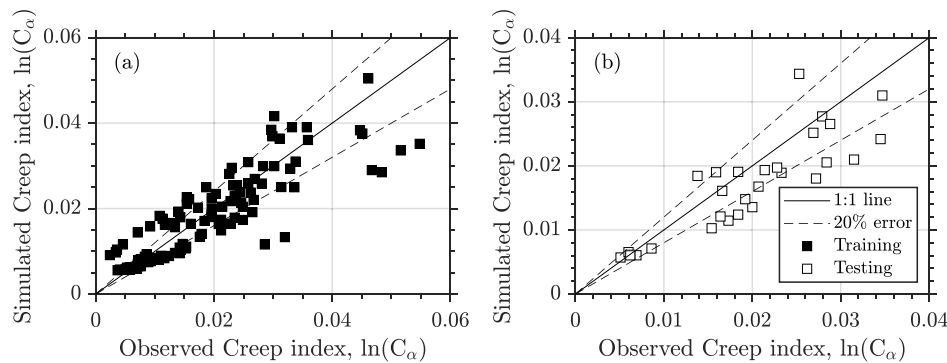 Simulated Creep index, ln(Cα)
0.06
0.04
0.02
0
(a)
0
0.02
0.04
0.06
Observed Creep index, ln(Cα)
Simulated Creep index, ln(Cα)
0.04
0.03
0.02
0.01
0
(b)
1:1 line
20% error
Training
Testing
0
0.01
0.02
0.03
0.04
Observed Creep index, ln(Cα)